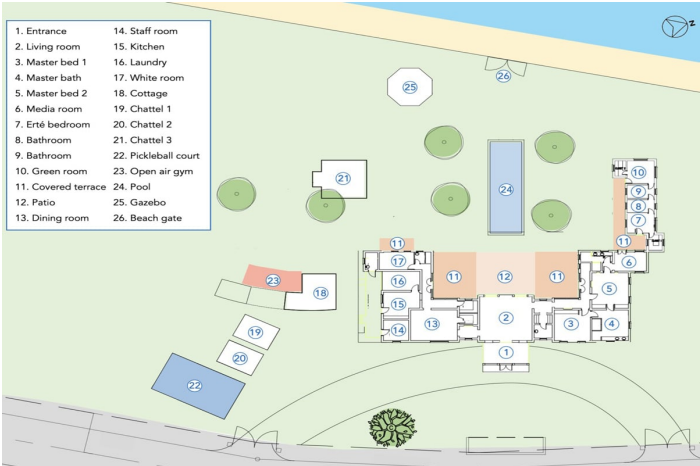 1. Entrance
2. Living room
3. Master bed 1
4. Master bath
5. Master bed 2
6. Media room
7. Erté bedroom
8. Bathroom
9. Bathroom
10. Green room
11. Covered terrace
12. Patio
13. Dining room
14. Staff room
15. Kitchen
16. Laundry
17. White room
18. Cottage
19. Chattel 1
20. Chattel 2
21. Chattel 3
22. Pickleball court
23. Open air gym
24. Pool
25. Gazebo
26. Beach gate
Z
26
25
10
21
9
24
8
7
11
11
17
6
11
12
11
23
16
5
18
15
2
13
3
4
14
19
1
20
22